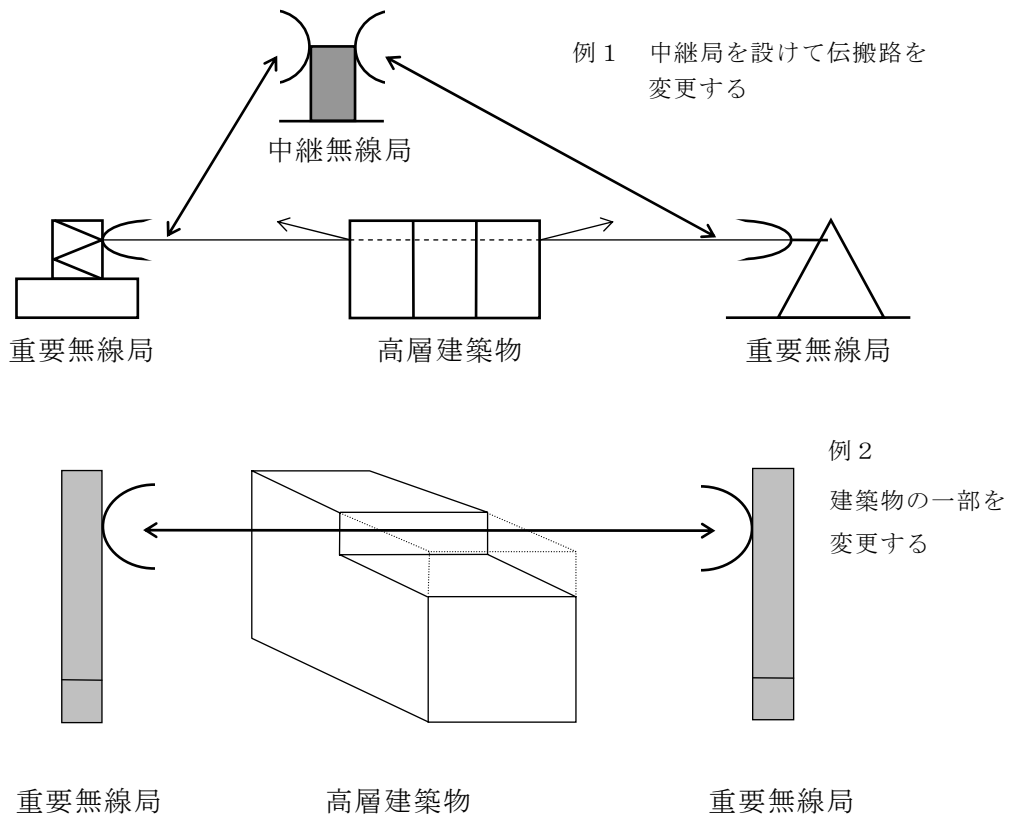 例１　中継局を設けて伝搬路を
変更する
中継無線局
重要無線局　高層建築物　重要無線局
例２
建築物の一部を
変更する
重要無線局　高層建築物　重要無線局